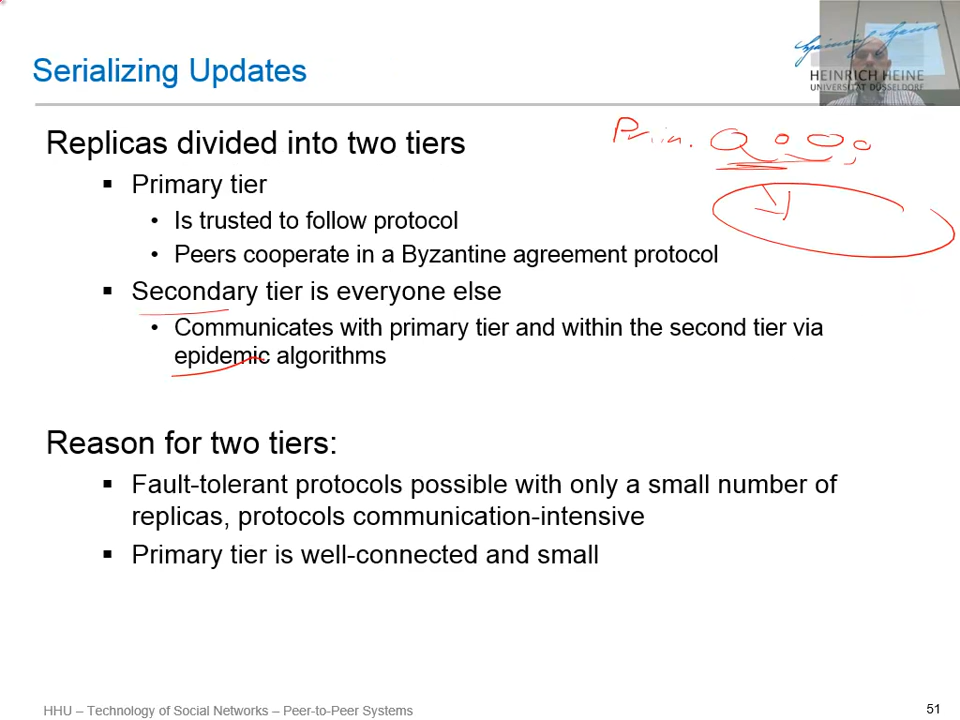 Serializing Updates
HEINRICH HEINE
UNIVERSITÄT DÜSSELDORF
Replicas divided into two tiers
Prim.
▪ Primary tier
• Is trusted to follow protocol
• Peers cooperate in a Byzantine agreement protocol
▪ Secondary tier is everyone else
• Communicates with primary tier and within the second tier via
epidemic algorithms
Reason for two tiers:
▪ Fault-tolerant protocols possible with only a small number of
replicas, protocols communication-intensive
▪ Primary tier is well-connected and small
HHU – Technology of Social Networks – Peer-to-Peer Systems
51